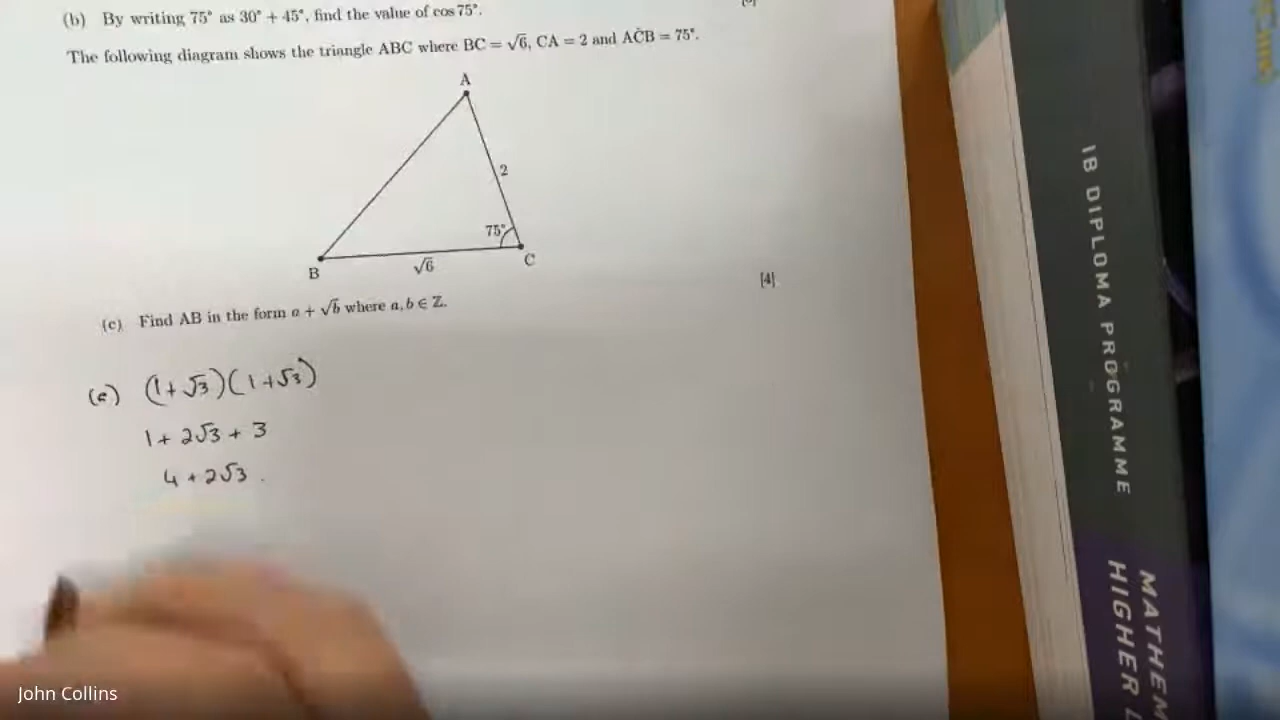 (b) By writing 75° as 30° + 45°, find the value of cos 75°.
The following diagram shows the triangle ABC where BC = √6, CA = 2 and AĈB = 75°.
A
2
75°
B
√6
C
[4]
(c) Find AB in the form a + √b where a, b ∈ ℤ.
(a) (1+√3)(1+√3)
1 + 2√3 + 3
4 + 2√3
IB DIPLOMA PROGRAMME
HIGHER
John Collins